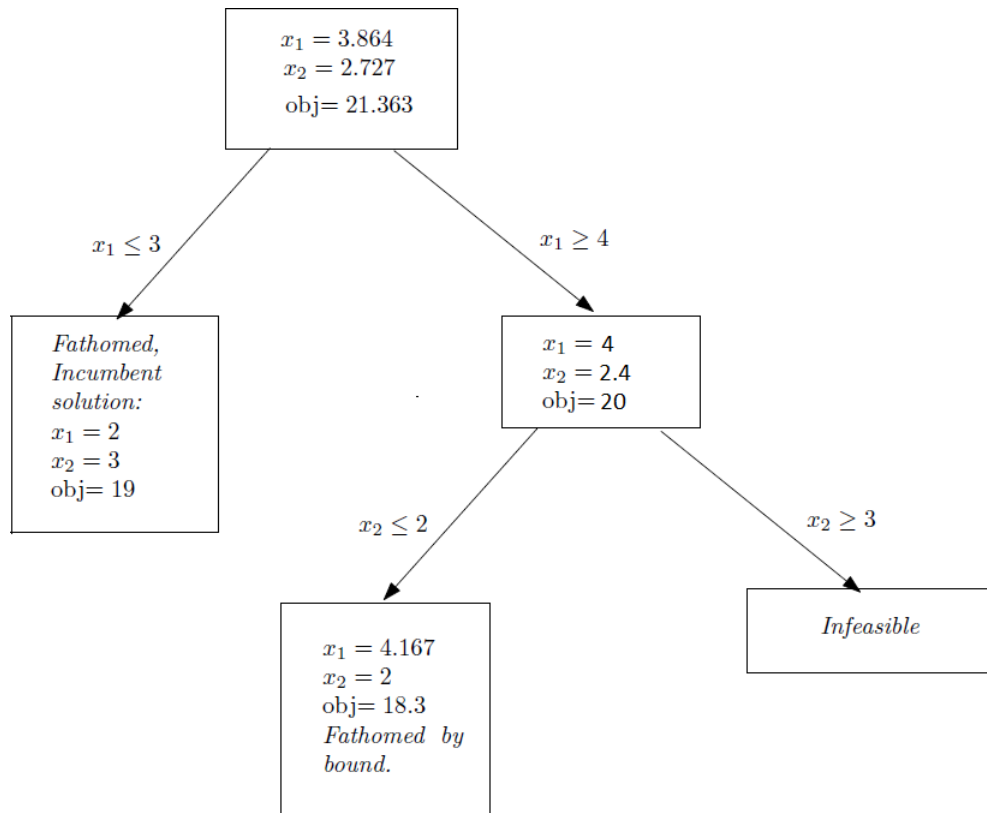 x₁ = 3.864
x₂ = 2.727
obj= 21.363
x₁ ≤ 3
x₁ ≥ 4
Fathomed,
Incumbent
solution:
x₁ = 2
x₂ = 3
obj= 19
x₁ = 4
x₂ = 2.4
obj= 20
x₂ ≤ 2
x₂ ≥ 3
x₁ = 4.167
x₂ = 2
obj= 18.3
Fathomed by
bound.
Infeasible